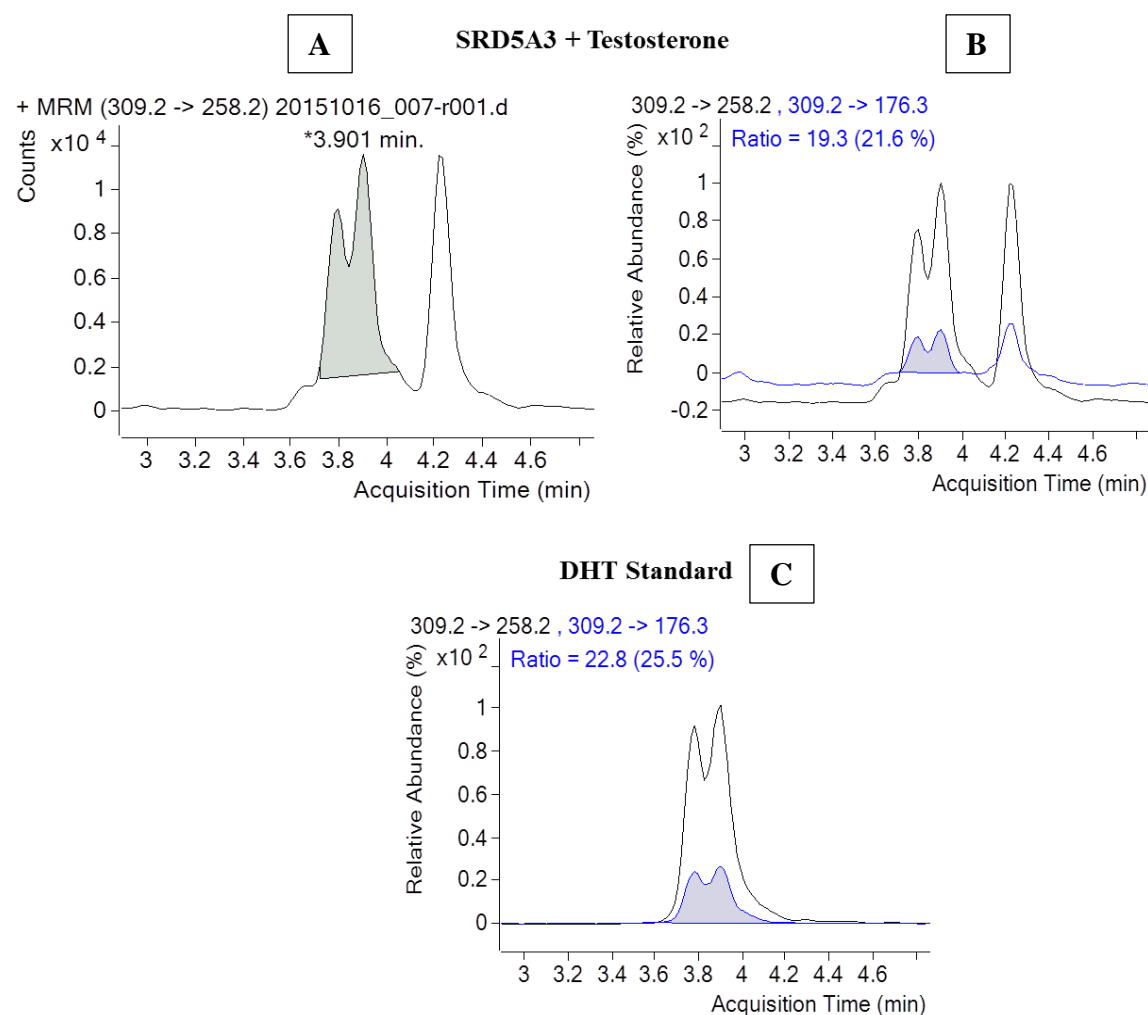 SRD5A3 + Testosterone
A
+ MRM (309.2 -> 258.2) 20151016_007-r001.d
Counts
x10 4
*3.901 min.
1
0.8
0.6
0.4
0.2
0
3 3.2 3.4 3.6 3.8 4 4.2 4.4 4.6
Acquisition Time (min)
B
309.2 -> 258.2 , 309.2 -> 176.3
Relative Abundance (%)
x10 2
Ratio = 19.3 (21.6 %)
1
0.8
0.6
0.4
0.2
0
-0.2
3 3.2 3.4 3.6 3.8 4 4.2 4.4 4.6
Acquisition Time (min)
DHT Standard
C
309.2 -> 258.2 , 309.2 -> 176.3
Relative Abundance (%)
x10 2
Ratio = 22.8 (25.5 %)
1
0.8
0.6
0.4
0.2
0
3 3.2 3.4 3.6 3.8 4 4.2 4.4 4.6
Acquisition Time (min)